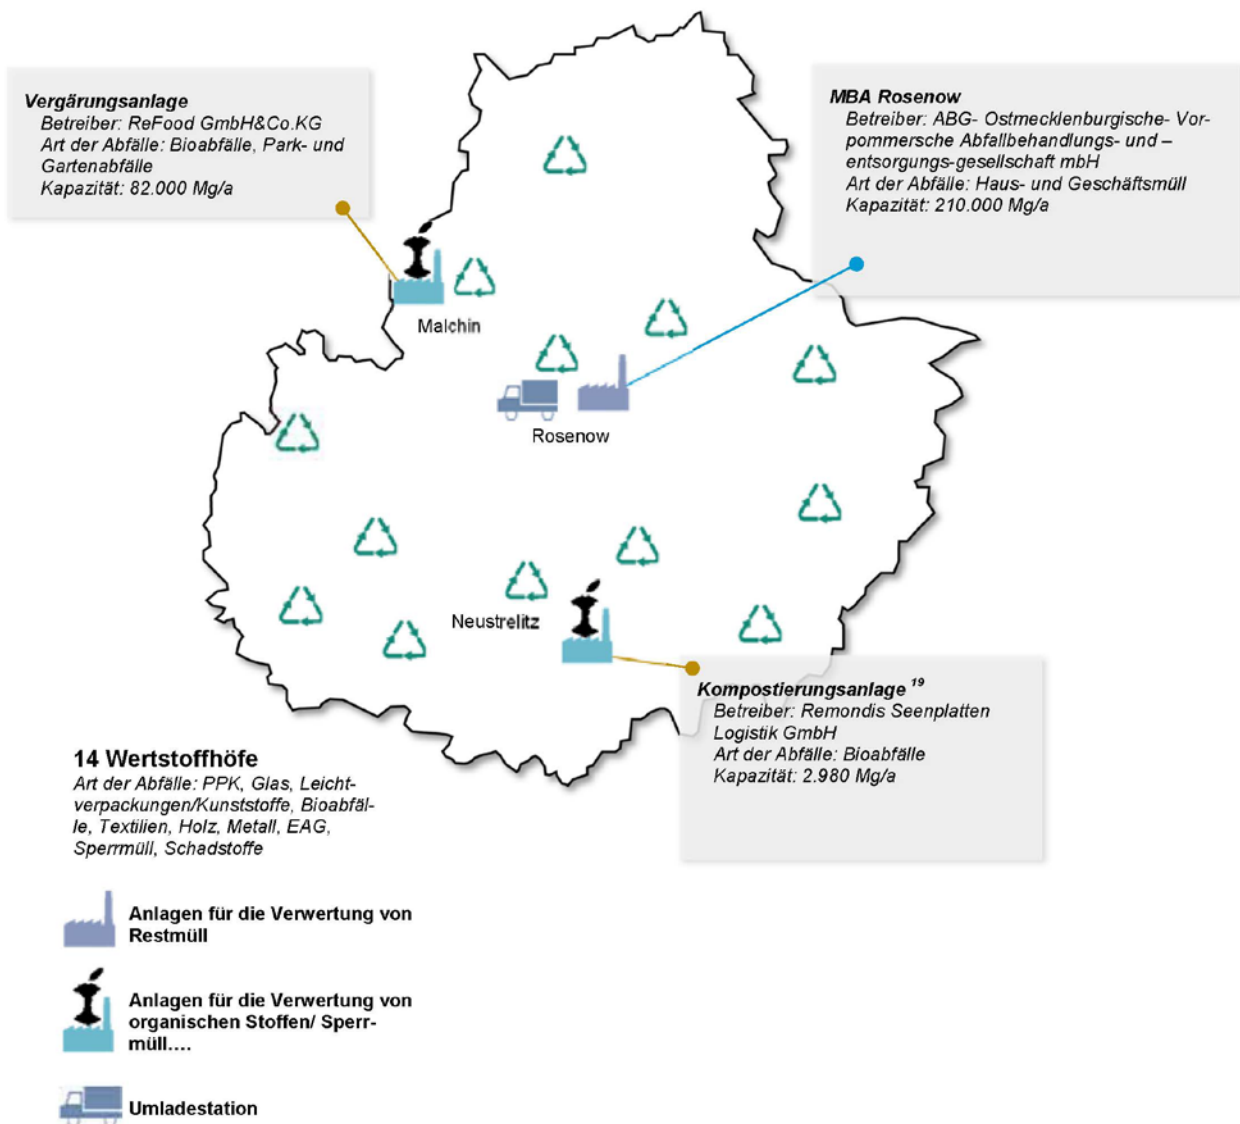 Vergärungsanlage
Betreiber: ReFood GmbH&Co.KG
Art der Abfälle: Bioabfälle, Park- und
Gartenabfälle
Kapazität: 82.000 Mg/a
MBA Rosenow
Betreiber: ABG- Ostmecklenburgische- Vor-
pommersche Abfallbehandlungs- und –
entsorgungs-gesellschaft mbH
Art der Abfälle: Haus- und Geschäftsmüll
Kapazität: 210.000 Mg/a
Malchin
Rosenow
Neustrelitz
Kompostierungsanlage 19
Betreiber: Remondis Seenplatten
Logistik GmbH
Art der Abfälle: Bioabfälle
Kapazität: 2.980 Mg/a
14 Wertstoffhöfe
Art der Abfälle: PPK, Glas, Leicht-
verpackungen/Kunststoffe, Bioabfäl-
le, Textilien, Holz, Metall, EAG,
Sperrmüll, Schadstoffe
Anlagen für die Verwertung von
Restmüll
Anlagen für die Verwertung von
organischen Stoffen/ Sperr-
müll....
Umladestation